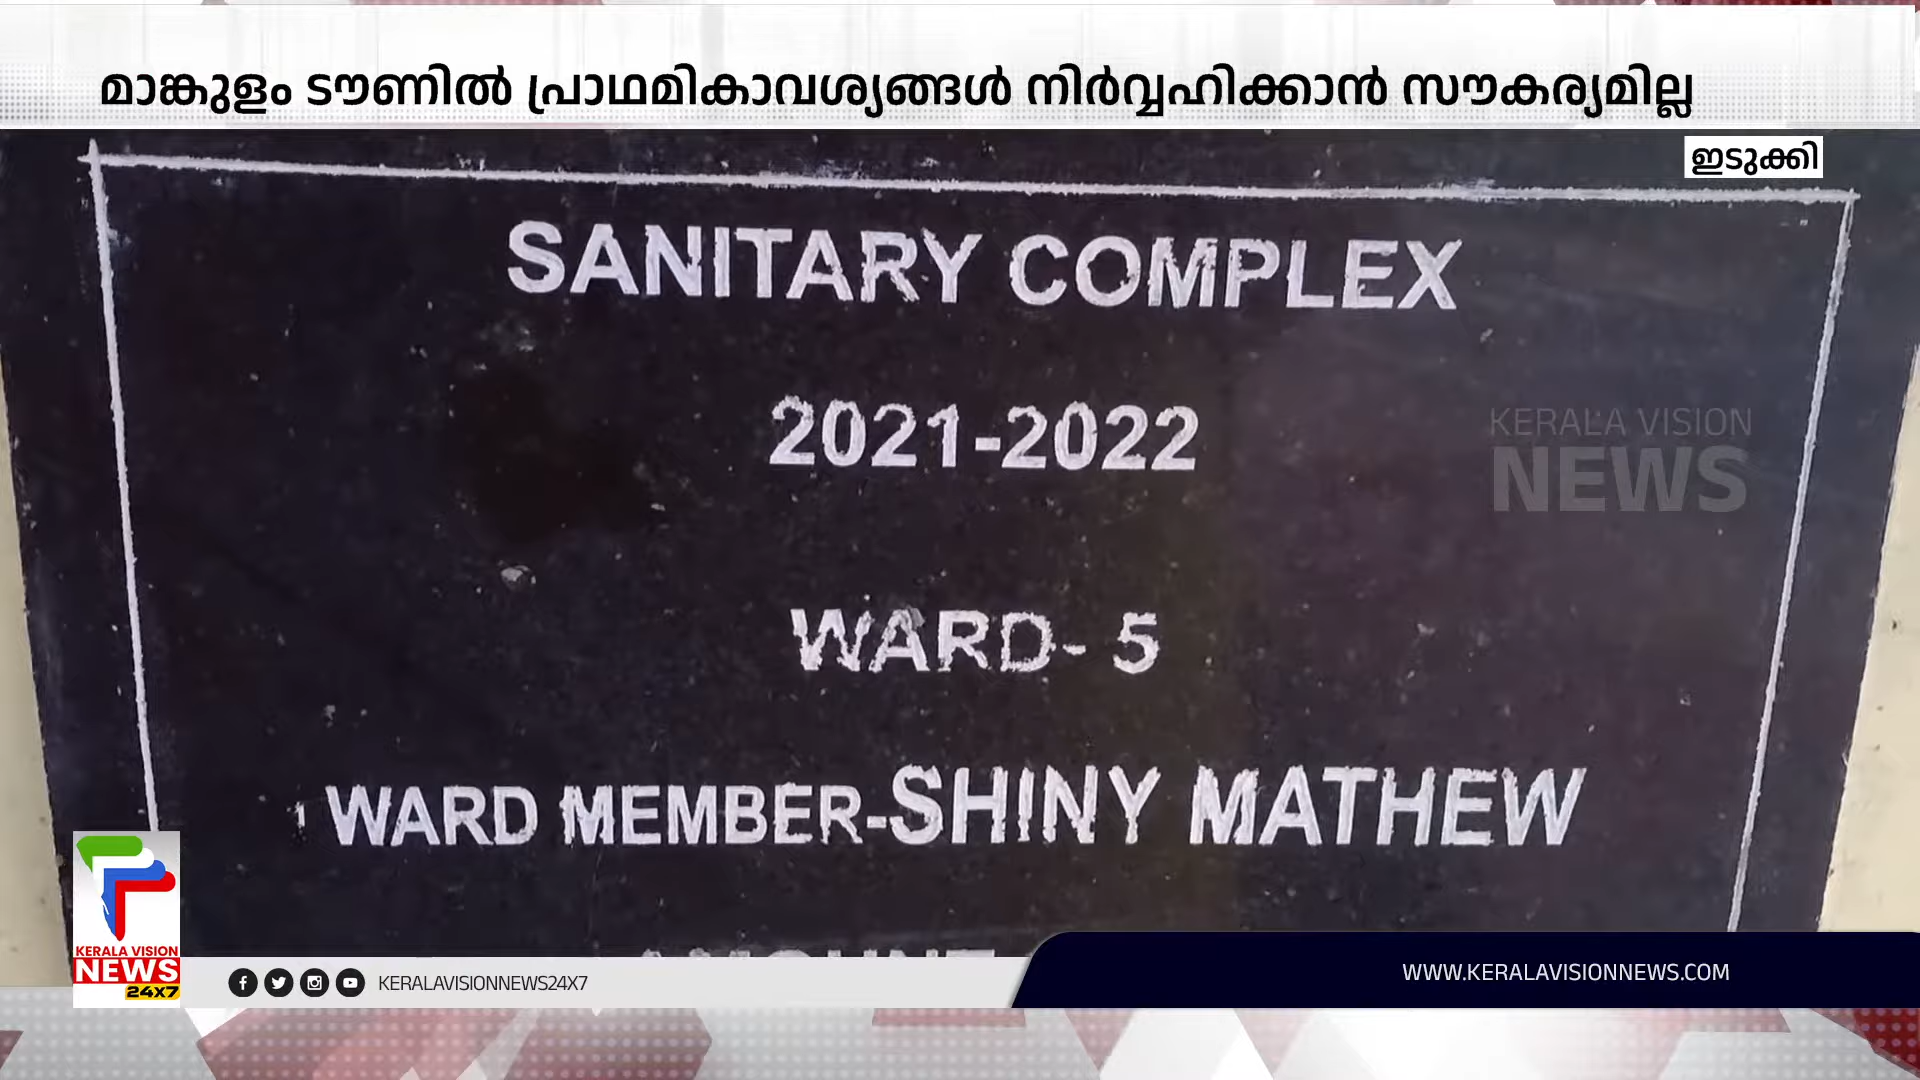 മാങ്കുളം ടൗണിൽ പ്രാഥമികാവശ്യങ്ങൾ നിർവ്വഹിക്കാൻ സൗകര്യമില്ല
ഇടുക്കി
SANITARY COMPLEX
2021-2022
KERALA VISION
NEWS
WARD- 5
WARD MEMBER-SHINY MATHEW
KERALA VISION
NEWS
24X7
KERALAVISIONNEWS24X7
WWW.KERALAVISIONNEWS.COM